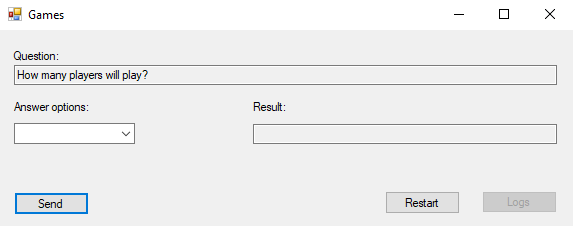 Games
Question:
How many players will play?
Answer options:
Result:
Send
Restart
Logs